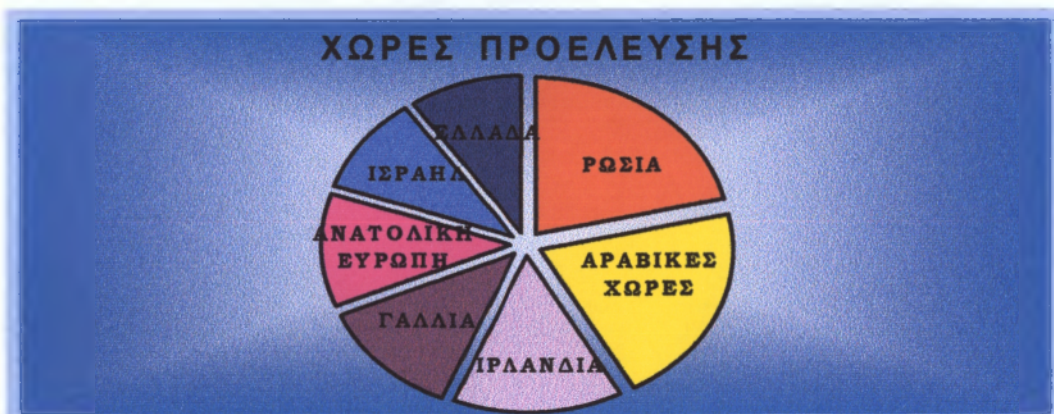 ΧΩΡΕΣ ΠΡΟΕΛΕΥΣΗΣ
ΕΛΛΑΔΑ
ΡΩΣΙΑ
ΙΣΡΑΗΛ
ΑΝΑΤΟΛΙΚΗ
ΕΥΡΩΠΗ
ΑΡΑΒΙΚΕΣ
ΧΩΡΕΣ
ΓΑΛΛΙΑ
ΙΡΛΑΝΔΙΑ